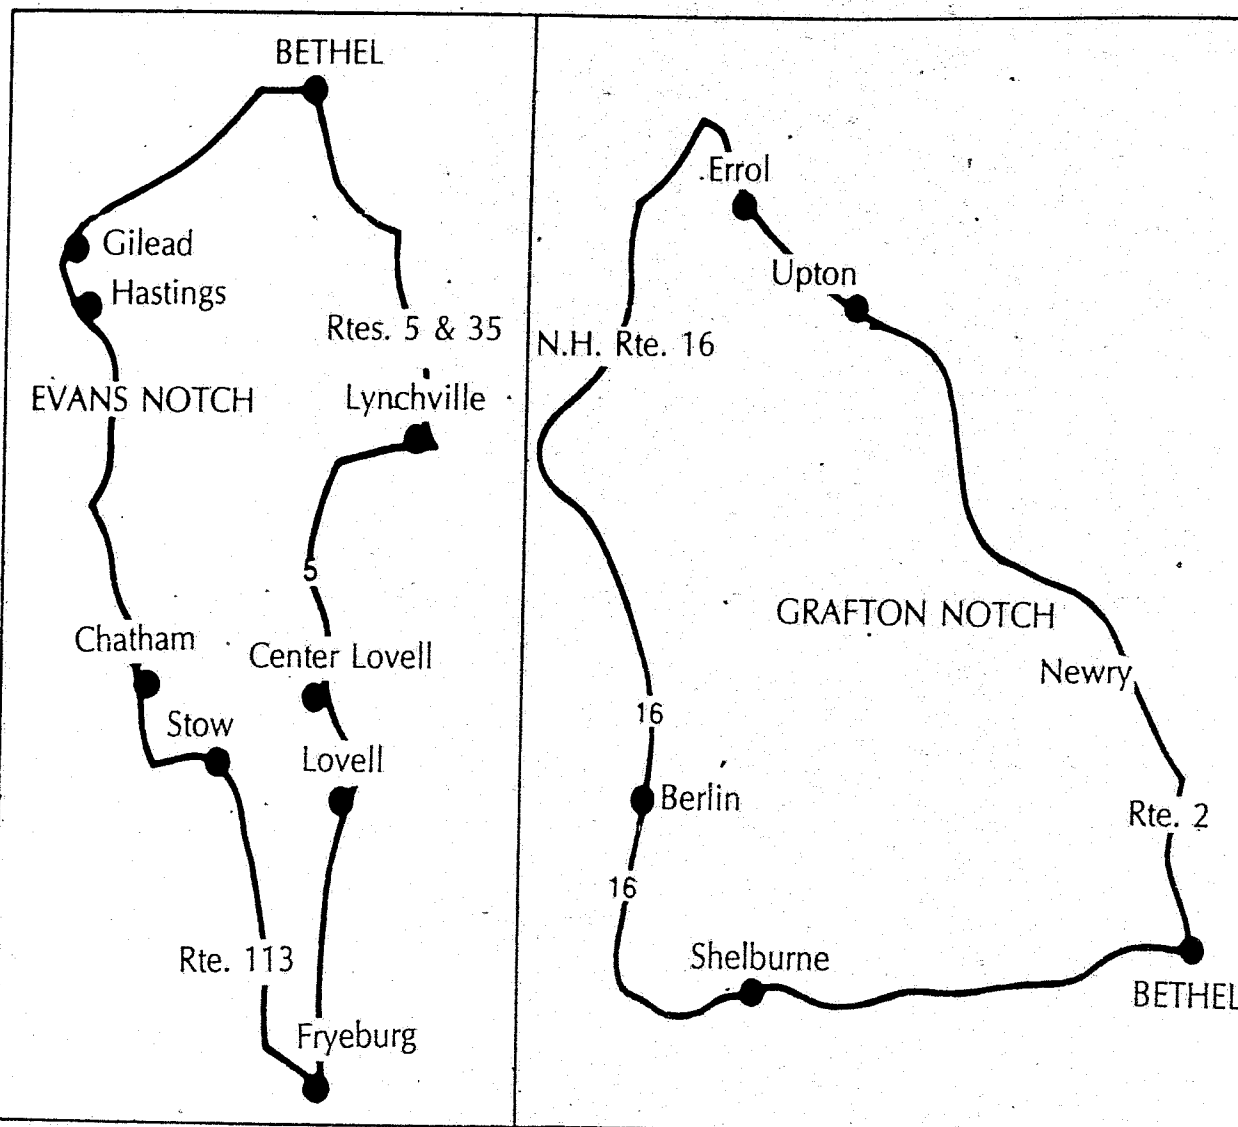 BETHEL
Gilead
Hastings
Rtes. 5 & 35
EVANS NOTCH
Lynchville
5
Chatham
Center Lovell
Stow
Lovell
Rte. 113
Fryeburg
Errol
Upton
N.H. Rte. 16
GRAFTON NOTCH
Newry
16
Berlin
Rte. 2
16
Shelburne
BETHEL